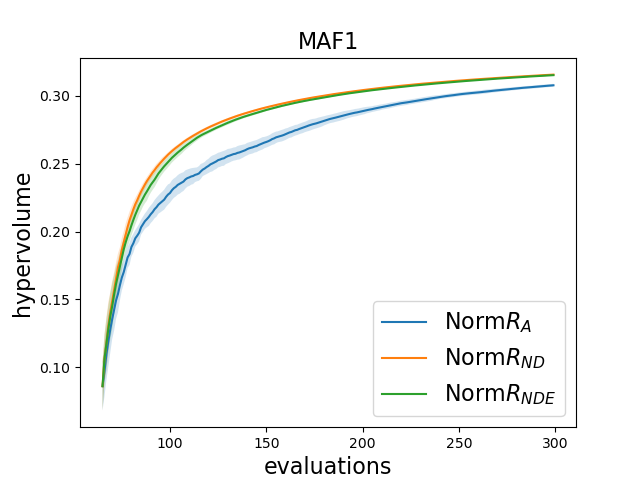 MAF1
hypervolume
0.30
0.25
0.20
0.15
0.10
NormR_A
NormR_ND
NormR_NDE
100 150 200 250 300
evaluations